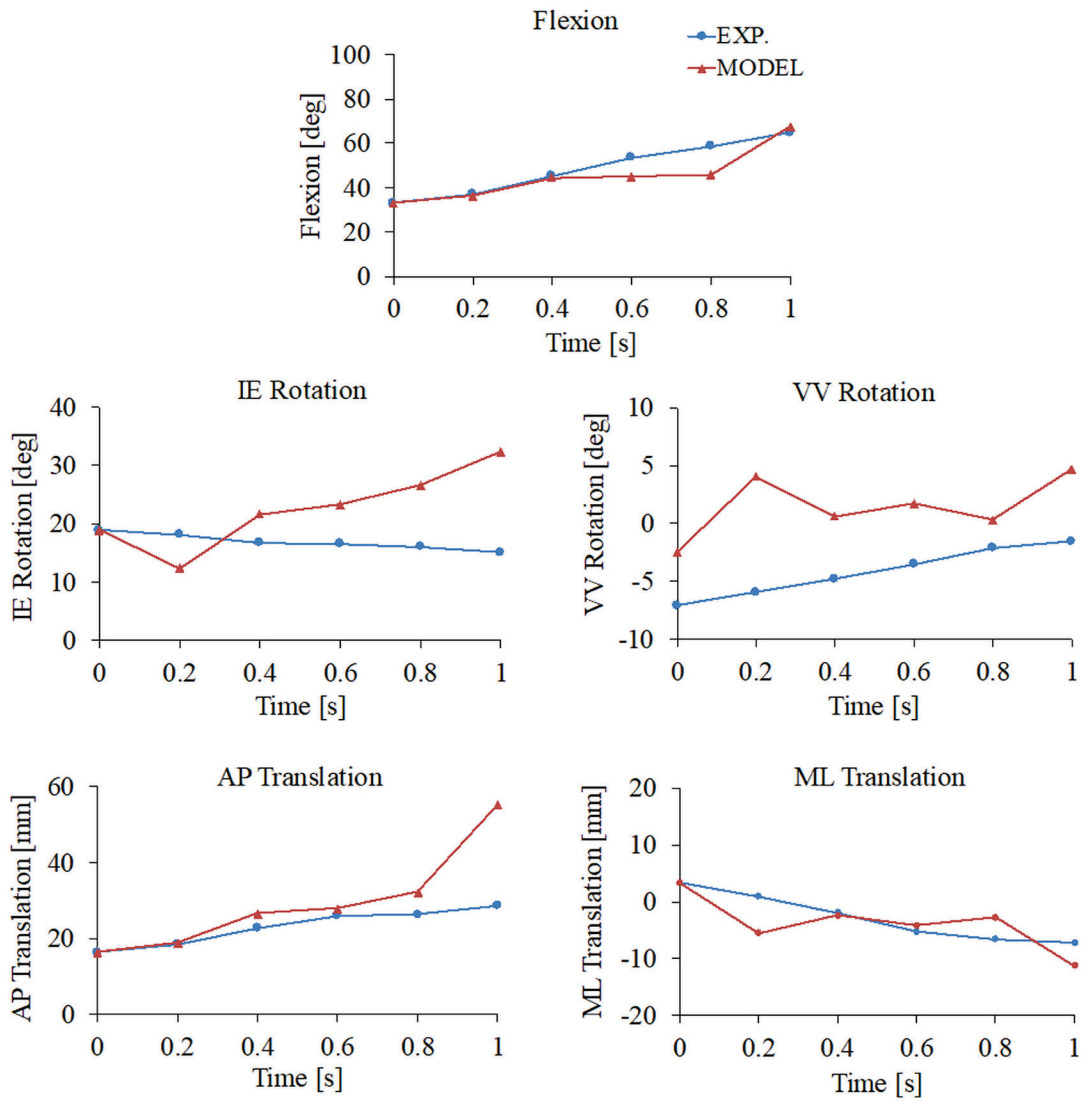 Flexion
EXP.
MODEL
Flexion [deg]
100
80
60
40
20
0
0 0.2 0.4 0.6 0.8 1
Time [s]
IE Rotation
IE Rotation [deg]
40
30
20
10
0
0 0.2 0.4 0.6 0.8 1
Time [s]
VV Rotation
VV Rotation [deg]
10
5
0
-5
-10
0 0.2 0.4 0.6 0.8 1
Time [s]
AP Translation
AP Translation [mm]
60
40
20
0
0 0.2 0.4 0.6 0.8 1
Time [s]
ML Translation
ML Translation [mm]
20
10
0
-10
-20
0 0.2 0.4 0.6 0.8 1
Time [s]